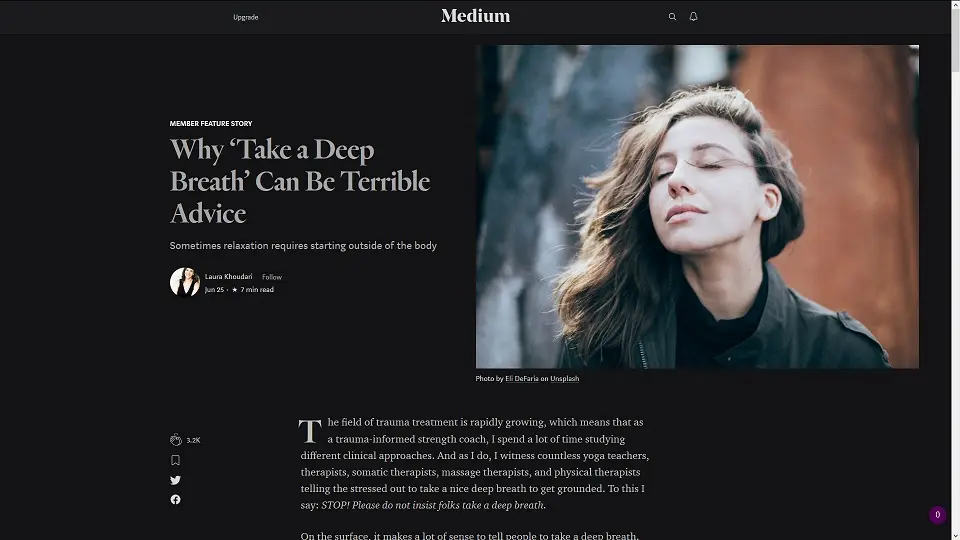 Upgrade
Medium
MEMBER FEATURE STORY
Why ‘Take a Deep
Breath’ Can Be Terrible
Advice
Sometimes relaxation requires starting outside of the body
Laura Khoudari Follow
Jun 25 · ★ 7 min read
Photo by Eli DeFaria on Unsplash
3.2K
The field of trauma treatment is rapidly growing, which means that as
a trauma-informed strength coach, I spend a lot of time studying
different clinical approaches. And as I do, I witness countless yoga teachers,
therapists, somatic therapists, massage therapists, and physical therapists
telling the stressed out to take a nice deep breath to get grounded. To this I
say: STOP! Please do not insist folks take a deep breath.
On the surface, it makes a lot of sense to tell people to take a deep breath,
0